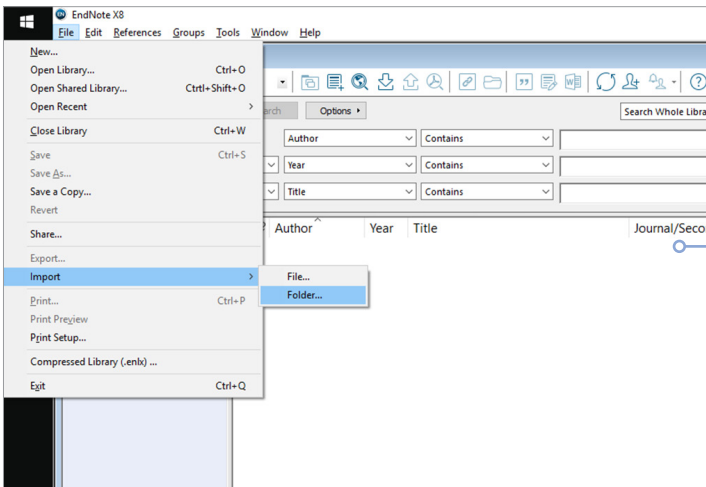 EndNote X8
File Edit References Groups Tools Window Help
New...
Open Library... Ctrl+O
Open Shared Library... Ctrtl+Shift+O
Open Recent
Close Library Ctrl+W
Save Ctrl+S
Save As...
Save a Copy...
Revert
Share...
Export...
Import
Print... Ctrl+P
Print Preview
Print Setup...
Compressed Library (.enlx) ...
Exit Ctrl+Q
File...
Folder...
Options
Search Whole Libra
Author Contains
Year Contains
Title Contains
Author Year Title Journal/Seco